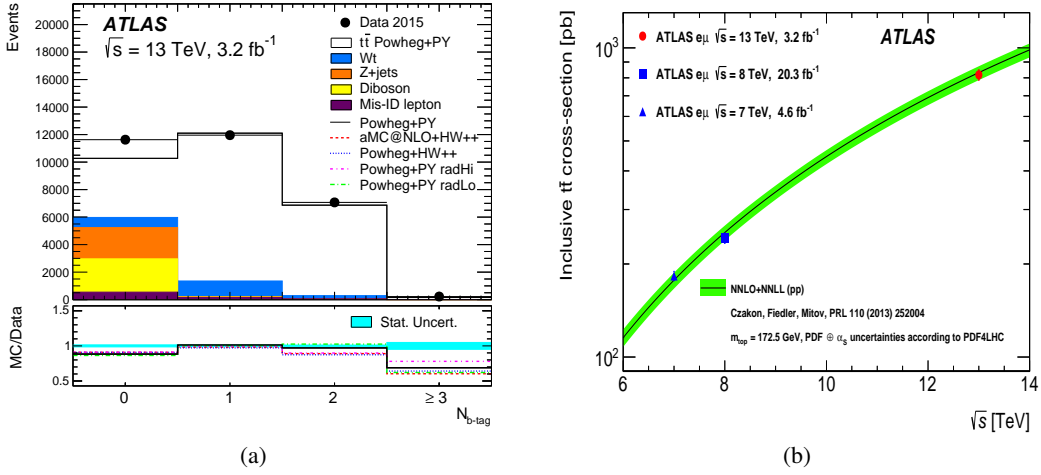 Events
20000
18000
16000
14000
12000
10000
8000
6000
4000
2000
0
ATLAS
√s = 13 TeV, 3.2 fb⁻¹
Data 2015
tt̄ Powheg+PY
Wt
Z+jets
Diboson
Mis-ID lepton
Powheg+PY
aMC@NLO+HW++
Powheg+HW++
Powheg+PY radHi
Powheg+PY radLo
MC/Data
1.5
1
0.5
Stat. Uncert.
0 1 2 ≥ 3
N_b-tag
(a)
Inclusive tt̄ cross-section [pb]
10³
10²
ATLAS eμ √s = 13 TeV, 3.2 fb⁻¹
ATLAS
ATLAS eμ √s = 8 TeV, 20.3 fb⁻¹
ATLAS eμ √s = 7 TeV, 4.6 fb⁻¹
NNLO+NNLL (pp)
Czakon, Fiedler, Mitov, PRL 110 (2013) 252004
m_top = 172.5 GeV, PDF ⊕ α_S uncertainties according to PDF4LHC
6 8 10 12 14
√s [TeV]
(b)